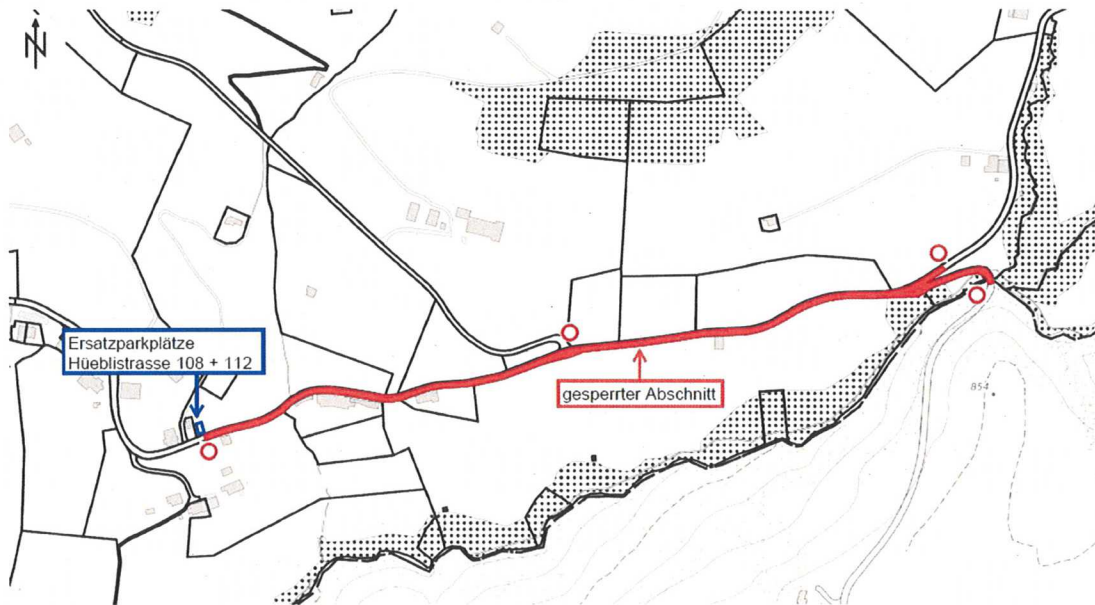 N
Ersatzparkplätze
Hüeblistrasse 108 + 112
gesperrter Abschnitt
854